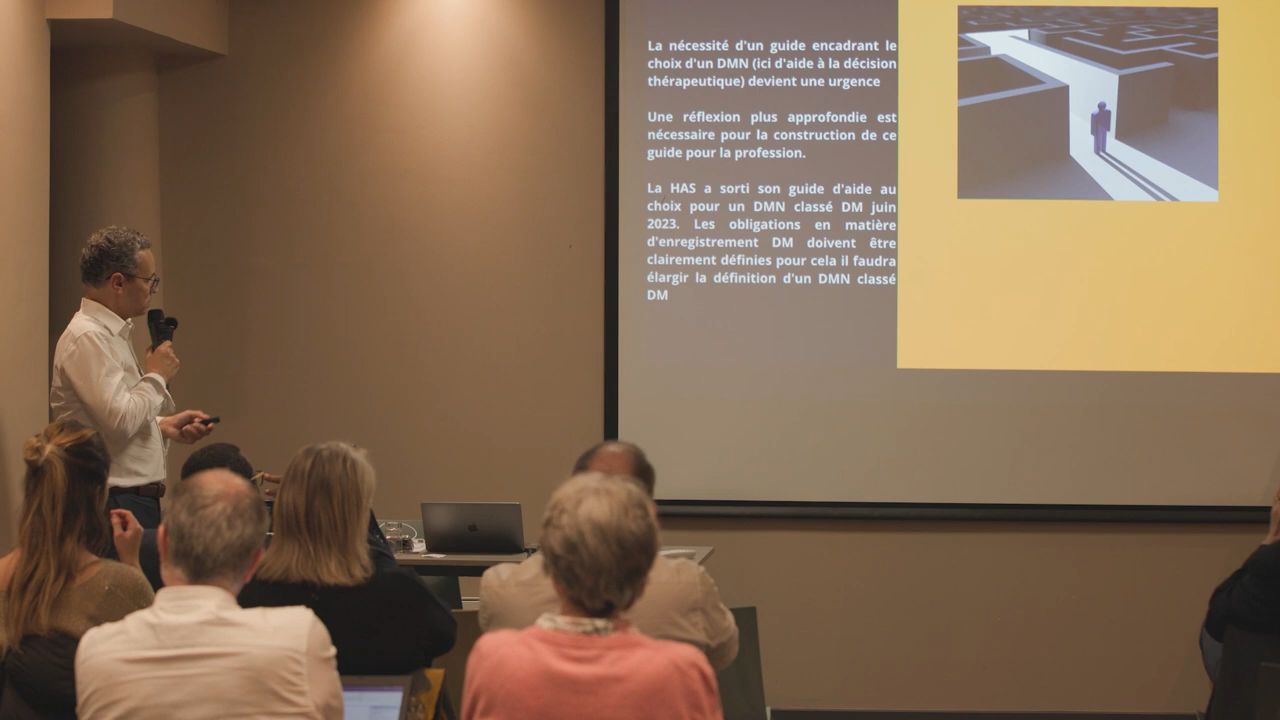 La nécessité d'un guide encadrant le
choix d'un DMN (ici d'aide à la décision
thérapeutique) devient une urgence
Une réflexion plus approfondie est
nécessaire pour la construction de ce
guide pour la profession.
La HAS a sorti son guide d'aide au
choix pour un DMN classé DM juin
2023. Les obligations en matière
d'enregistrement DM doivent être
clairement définies pour cela il faudra
élargir la définition d'un DMN classé
DM